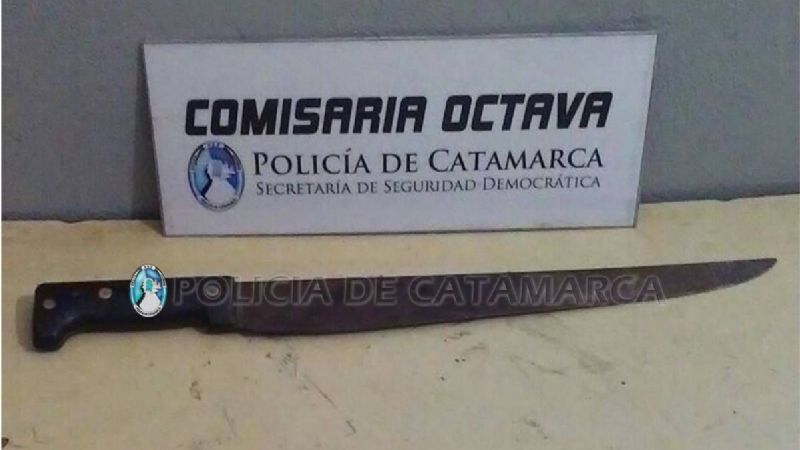 COMISARIA OCTAVA
POLICÍA DE CATAMARCA
SECRETARÍA DE SEGURIDAD DEMOCRÁTICA
POLICIA DE CATAMARCA